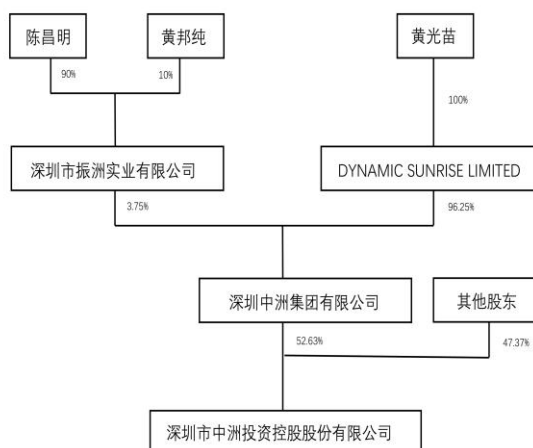 陈昌明
黄邦纯
黄光苗
90%
10%
100%
深圳市振洲实业有限公司
DYNAMIC SUNRISE LIMITED
3.75%
96.25%
深圳中洲集团有限公司
其他股东
52.63%
47.37%
深圳市中洲投资控股股份有限公司